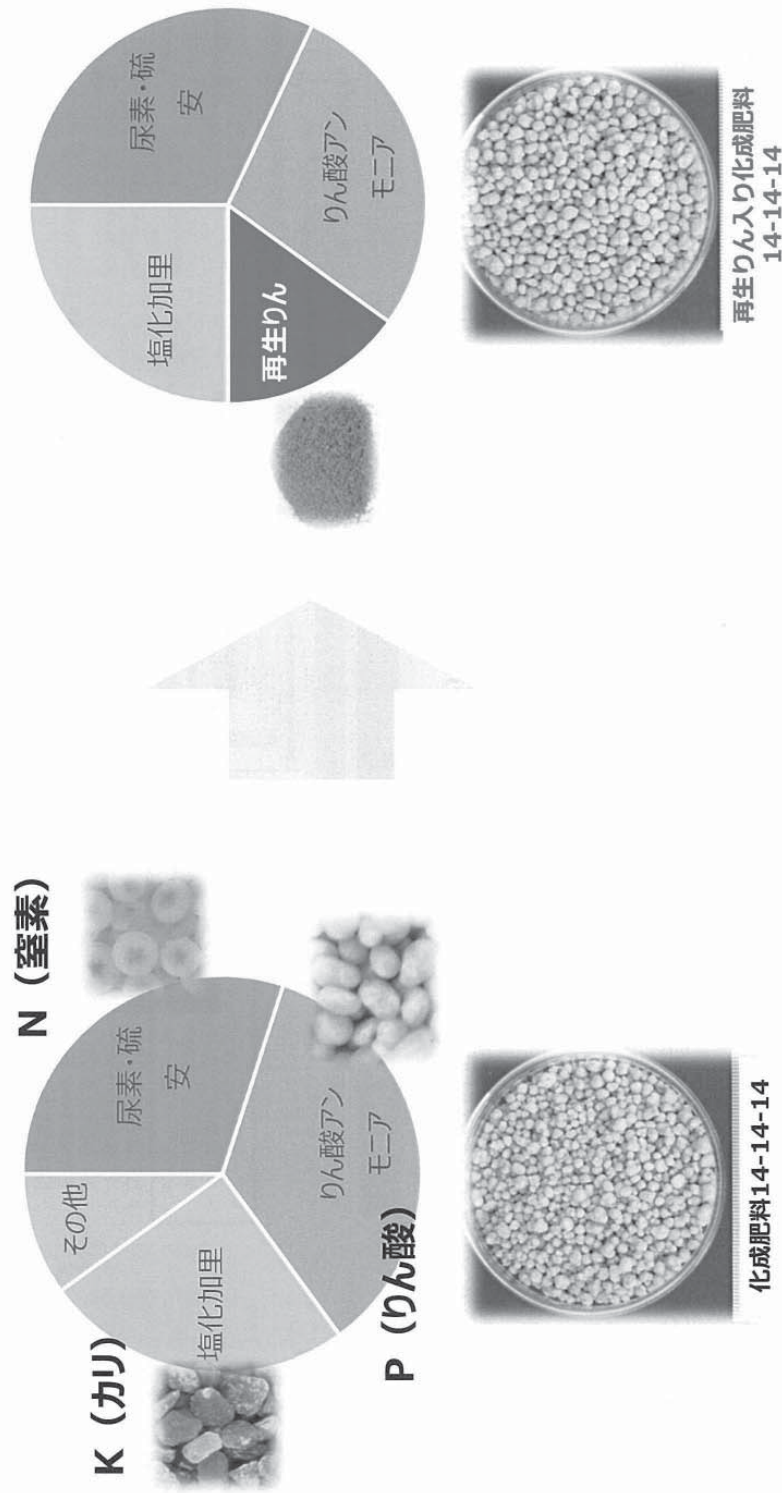 N（窒素）
尿素・硫
安
その他
塩化加里
りん酸アン
モニア
K（カリ）
P（りん酸）
化成肥料14-14-14
尿素・硫
安
塩化加里
りん酸アン
モニア
再生りん
再生りん入り化成肥料
14-14-14